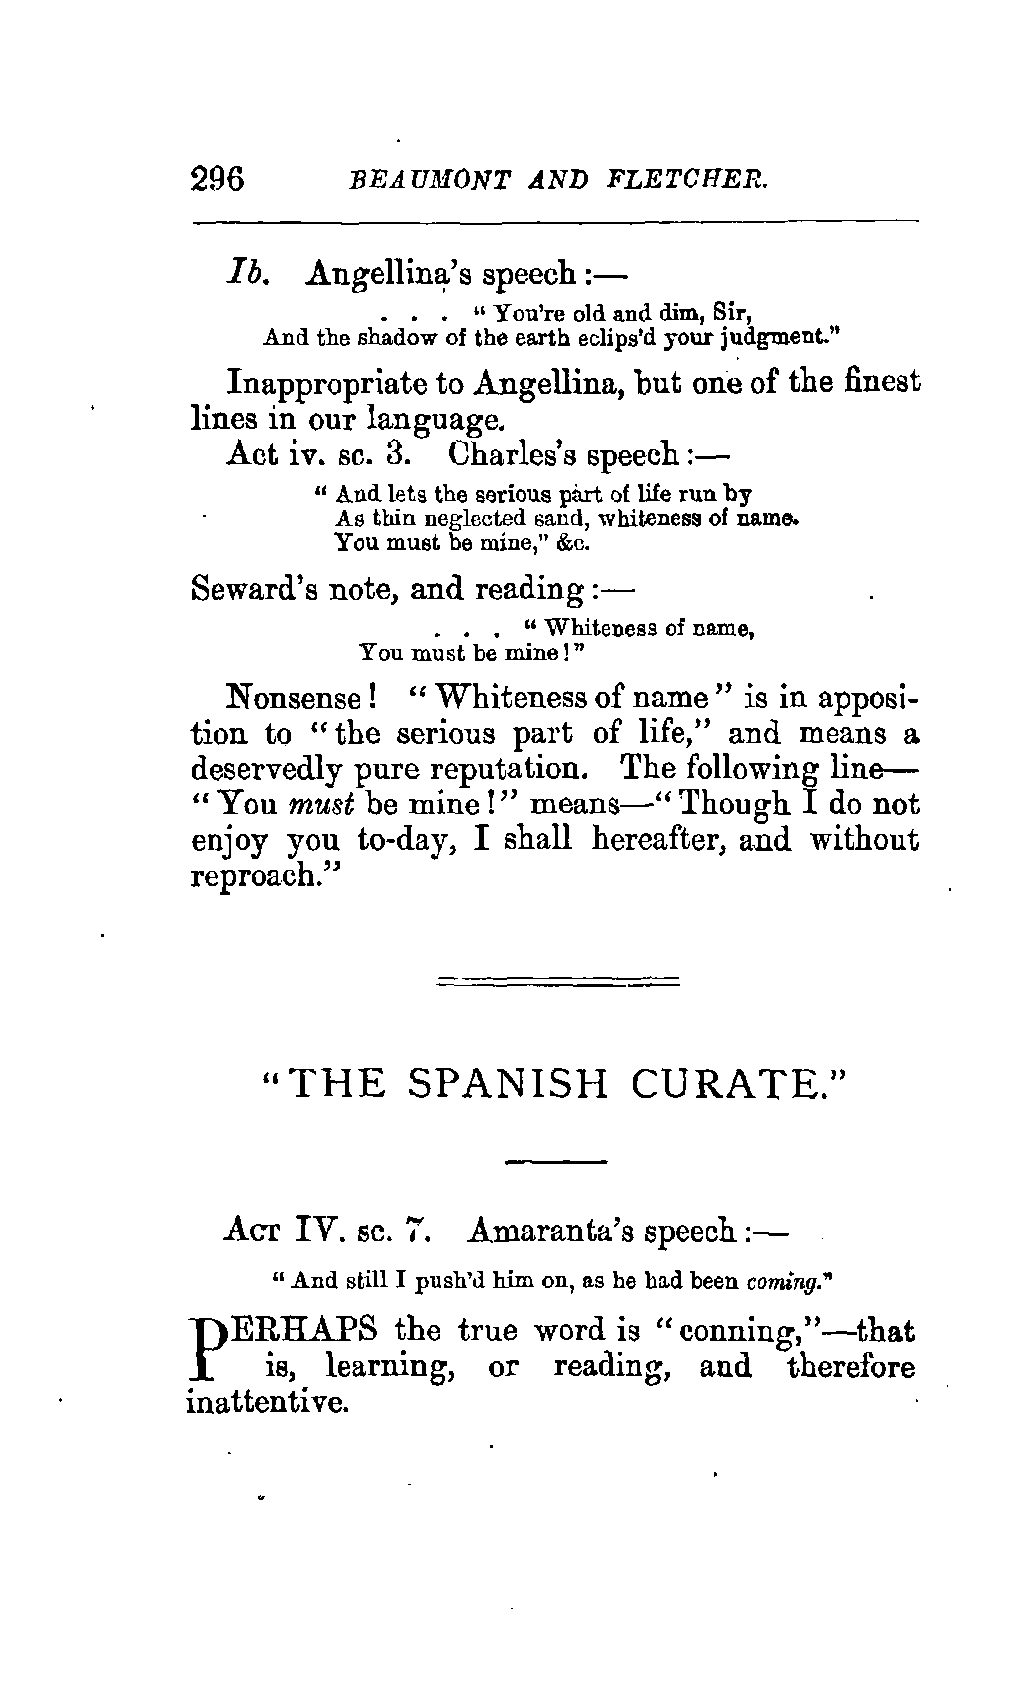 296 BEAUMONT AND FLETCHER.
Ib. Angellina's speech :—
. . . "You're old and dim, Sir,
And the shadow of the earth eclips'd your judgment."
Inappropriate to Angellina, but one of the finest
lines in our language.
Act iv. sc. 3. Charles's speech :—
"And lets the serious part of life run by
As thin neglected sand, whiteness of name.
You must be mine," &c.
Seward's note, and reading :—
. . . "Whiteness of name,
You must be mine!"
Nonsense! "Whiteness of name" is in apposi-
tion to "the serious part of life," and means a
deservedly pure reputation. The following line—
"You must be mine!" means—"Though I do not
enjoy you to-day, I shall hereafter, and without
reproach."
"THE SPANISH CURATE."
ACT IV. sc. 7. Amaranta's speech :—
"And still I push'd him on, as he had been coming."
PERHAPS the true word is "conning,"—that
is, learning, or reading, and therefore
inattentive.